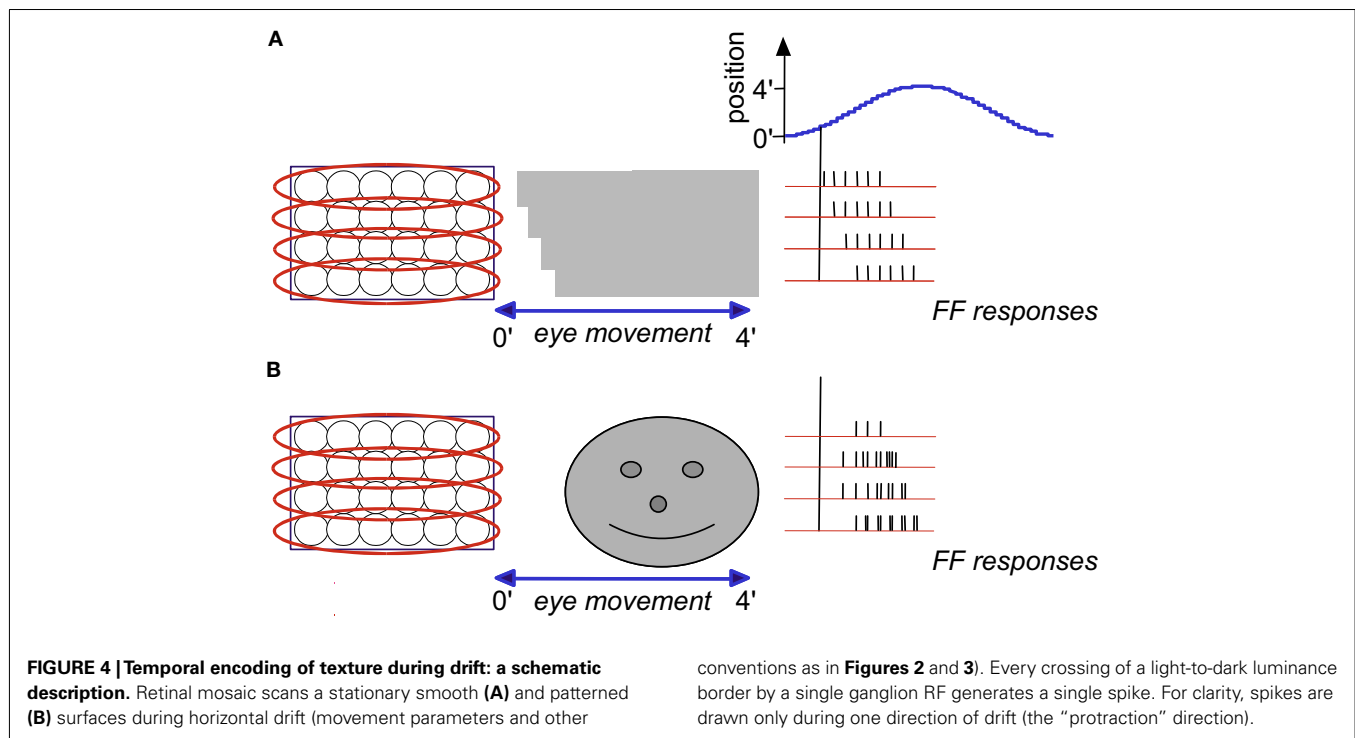 A
position
4'
0'
FF responses
0' eye movement 4'
B
FF responses
0' eye movement 4'
FIGURE 4 | Temporal encoding of texture during drift: a schematic
description. Retinal mosaic scans a stationary smooth (A) and patterned
(B) surfaces during horizontal drift (movement parameters and other
conventions as in Figures 2 and 3). Every crossing of a light-to-dark luminance
border by a single ganglion RF generates a single spike. For clarity, spikes are
drawn only during one direction of drift (the “protraction” direction).